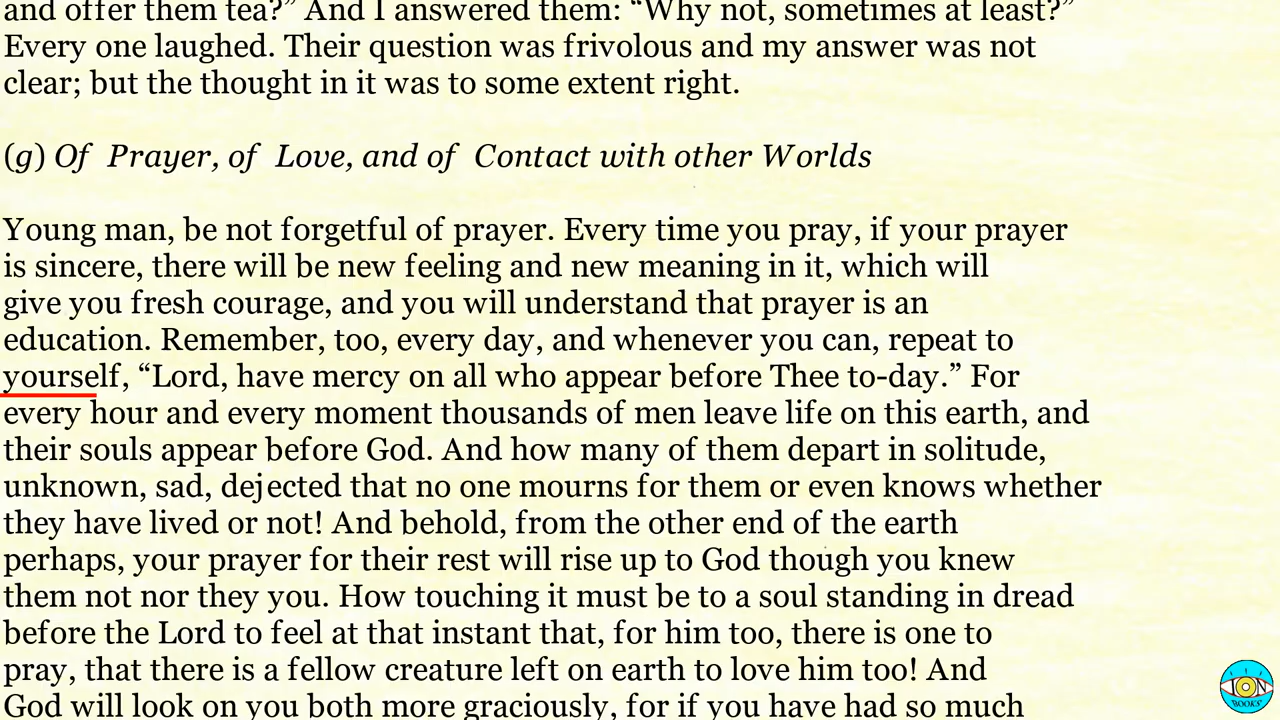 and offer them tea?” And I answered them: “Why not, sometimes at least?”
Every one laughed. Their question was frivolous and my answer was not
clear; but the thought in it was to some extent right.
(g) Of Prayer, of Love, and of Contact with other Worlds
Young man, be not forgetful of prayer. Every time you pray, if your prayer
is sincere, there will be new feeling and new meaning in it, which will
give you fresh courage, and you will understand that prayer is an
education. Remember, too, every day, and whenever you can, repeat to
yourself, “Lord, have mercy on all who appear before Thee to-day.” For
every hour and every moment thousands of men leave life on this earth, and
their souls appear before God. And how many of them depart in solitude,
unknown, sad, dejected that no one mourns for them or even knows whether
they have lived or not! And behold, from the other end of the earth
perhaps, your prayer for their rest will rise up to God though you knew
them not nor they you. How touching it must be to a soul standing in dread
before the Lord to feel at that instant that, for him too, there is one to
pray, that there is a fellow creature left on earth to love him too! And
God will look on you both more graciously, for if you have had so much
ION
BOOKS